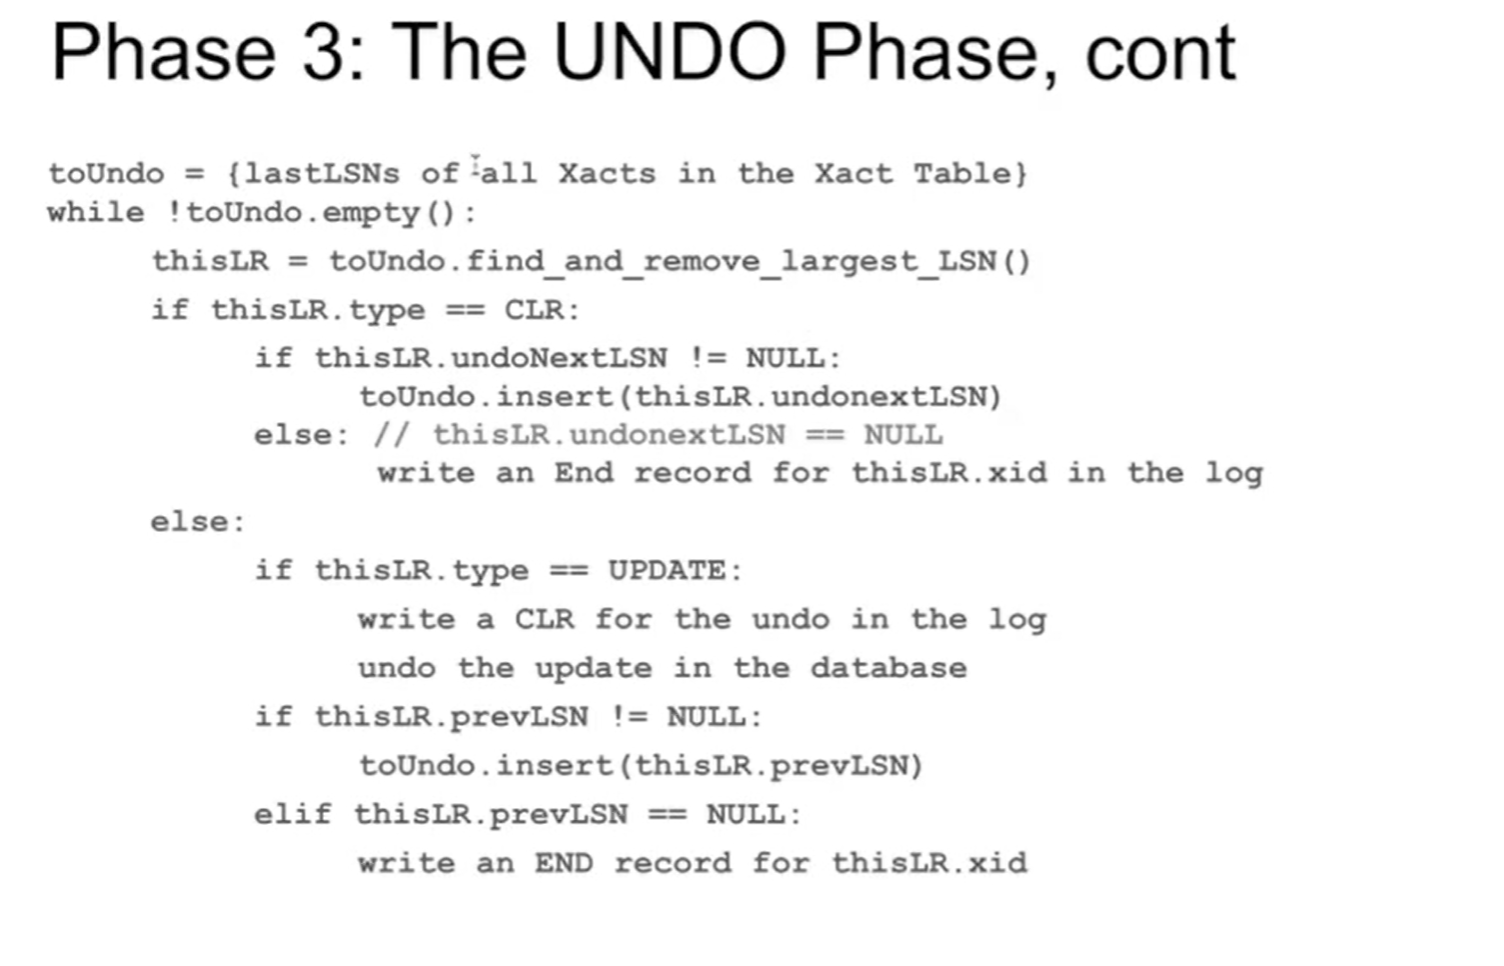 Phase 3: The UNDO Phase, cont
toUndo = {lastLSNs of all Xacts in the Xact Table}
while !toUndo.empty():
thisLR = toUndo.find_and_remove_largest_LSN()
if thisLR.type == CLR:
if thisLR.undoNextLSN != NULL:
toUndo.insert(thisLR.undonextLSN)
else: // thisLR.undonextLSN == NULL
write an End record for thisLR.xid in the log
else:
if thisLR.type == UPDATE:
write a CLR for the undo in the log
undo the update in the database
if thisLR.prevLSN != NULL:
toUndo.insert(thisLR.prevLSN)
elif thisLR.prevLSN == NULL:
write an END record for thisLR.xid